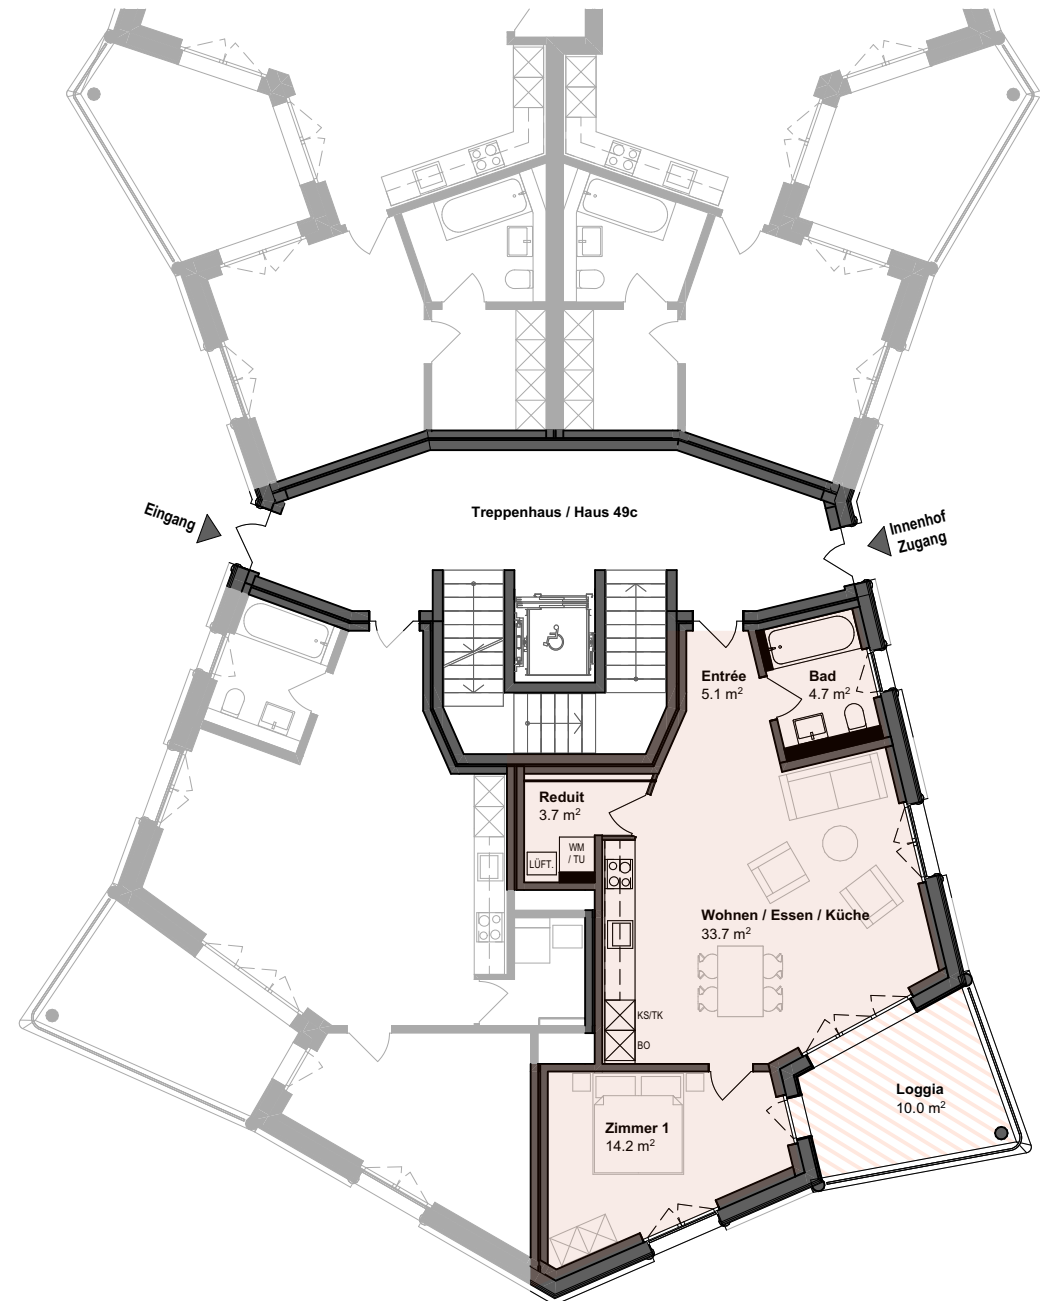 Treppenhaus / Haus 49c
Eingang
Innenhof
Zugang
Entrée
5.1 m²
Bad
4.7 m²
Reduit
3.7 m²
WM
/ TU
LÜFT.
Wohnen / Essen / Küche
33.7 m²
KS/TK
BO
Loggia
10.0 m²
Zimmer 1
14.2 m²